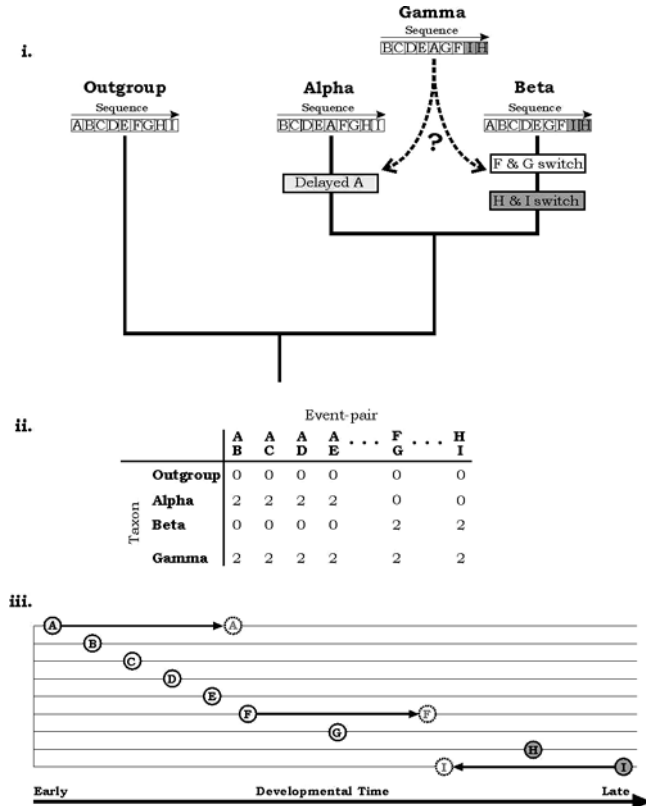 Gamma
i.
Sequence
BCDEAGFIH
Outgroup
Alpha
Beta
Sequence
Sequence
Sequence
ABCDEFGHI
BCDEAFGHI
ABCDEGFIH
?
F & G switch
Delayed A
H & I switch
ii.
Event-pair
A A A A F H
B C D E . . . G . . . I
Taxon
Outgroup 0 0 0 0 0 0
Alpha 2 2 2 2 0 0
Beta 0 0 0 0 2 2
Gamma 2 2 2 2 2 2
iii.
A A
B
C
D
E
F F
G
H
I I
Early Developmental Time Late